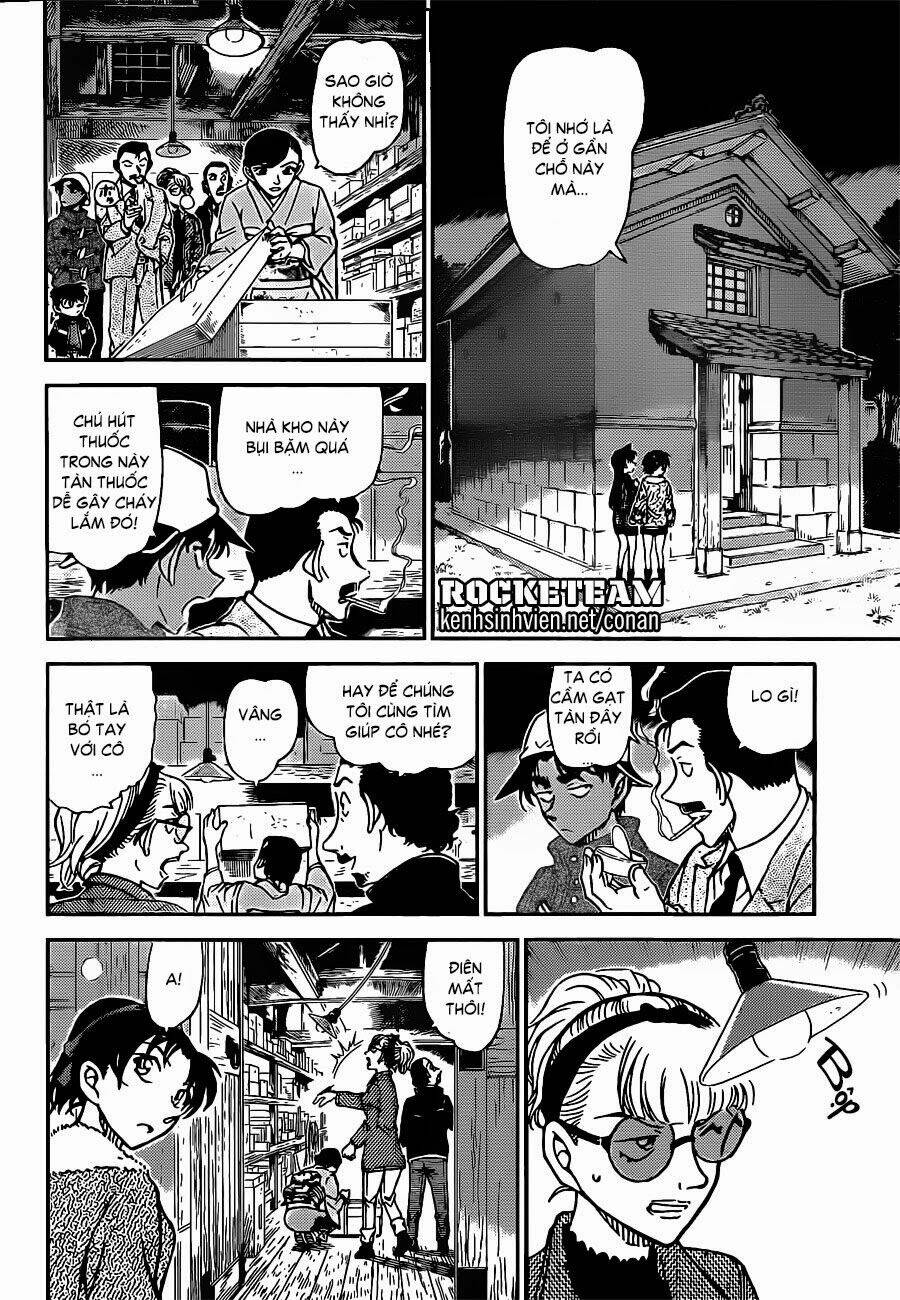 TÔI NHỚ LÀ
ĐỂ Ở GẦN
CHỖ NÀY
MÀ...
SAO GIỜ
KHÔNG
THẤY NHỈ?
ROCKETEAM
kenhsinhvien.net/conan
NHÀ KHO NÀY
BỤI BẶM QUÁ
...
CHÚ HÚT
THUỐC
TRONG NÀY
TÀN THUỐC
DỄ GÂY CHÁY
LẮM ĐÓ!
LO GÌ!
TA CÓ
CẦM GẠT
TÀN ĐÂY
RỒI
HAY ĐỂ CHÚNG
TÔI CÙNG TÌM
GIÚP CÔ NHÉ?
VÂNG
...
THẬT LÀ
BÓ TAY
VỚI CÔ
...
BỘP
ĐIÊN
MẤT
THÔI!
A!